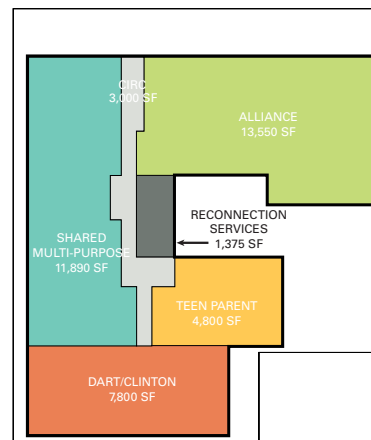 CIRC
3,000 SF
ALLIANCE
13,550 SF
RECONNECTION
SERVICES
1,375 SF
SHARED
MULTI-PURPOSE
11,890 SF
TEEN PARENT
4,800 SF
DART/CLINTON
7,800 SF